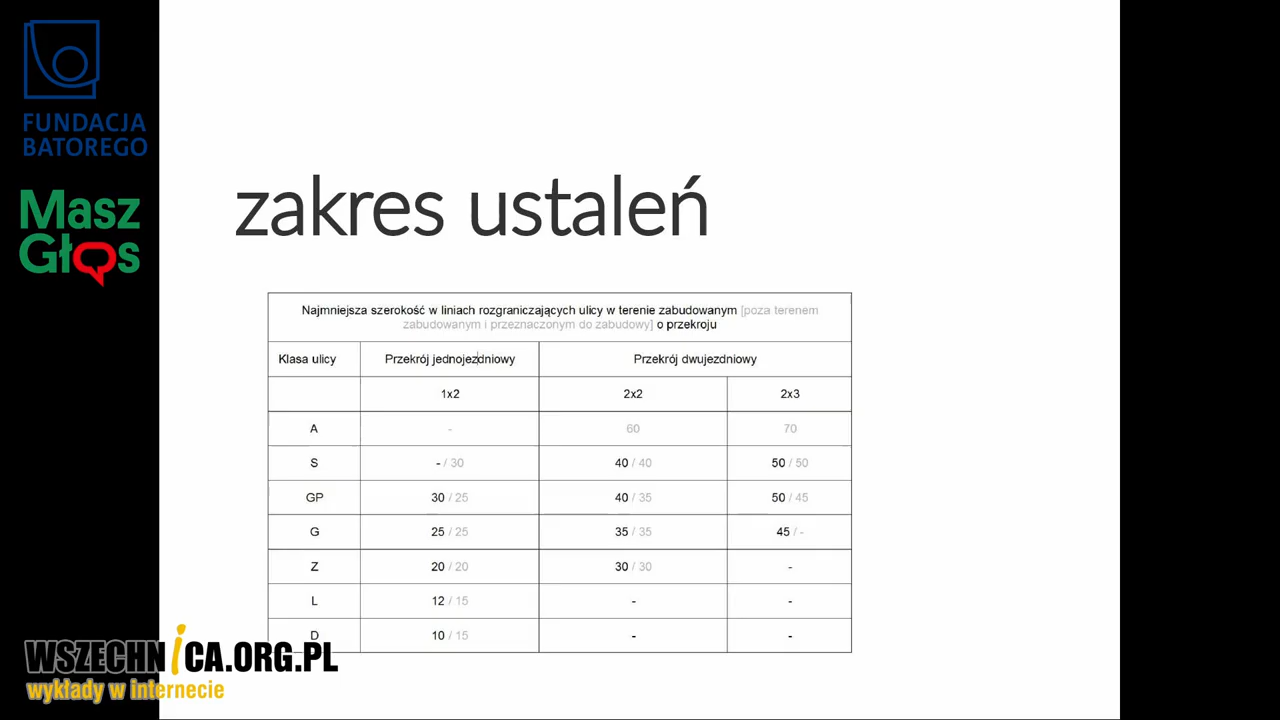 FUNDACJA
BATOREGO
Masz
Głos
zakres ustaleń
Najmniejsza szerokość w liniach rozgraniczających ulicy w terenie zabudowanym [poza terenem
zabudowanym i przeznaczonym do zabudowy] o przekroju
Klasa ulicy Przekrój jednojezdniowy Przekrój dwujezdniowy
1x2 2x2 2x3
A - 60 70
S - / 30 40 / 40 50 / 50
GP 30 / 25 40 / 35 50 / 45
G 25 / 25 35 / 35 45 / -
Z 20 / 20 30 / 30 -
L 12 / 15 - -
D 10 / 15 - -
WSZECHNICA.ORG.PL
wykłady w internecie